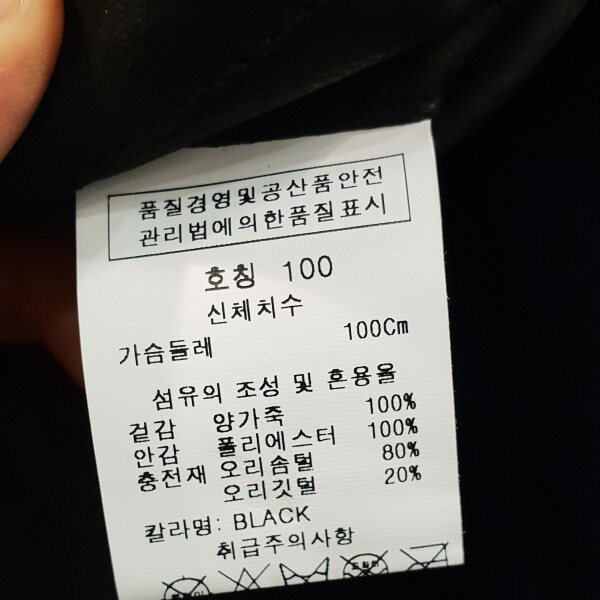 품질경영및공산품안전
관리법에의한품질표시
호칭 100
신체치수
가슴둘레 100Cm
섬유의 조성 및 혼용율
겉감 양가죽 100%
안감 폴리에스터 100%
충전재 오리솜털 80%
오리깃털 20%
칼라명: BLACK
취급주의사항